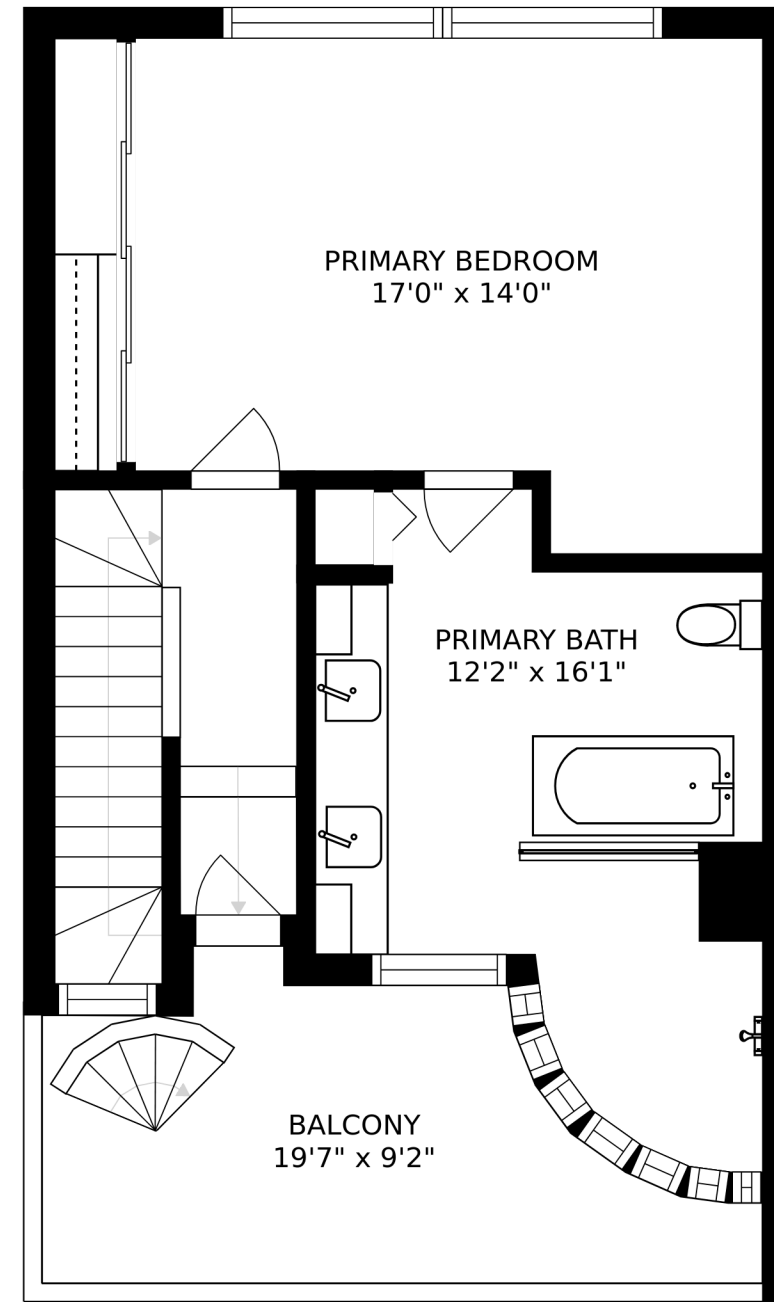 PRIMARY BEDROOM
17'0" x 14'0"
PRIMARY BATH
12'2" x 16'1"
BALCONY
19'7" x 9'2"